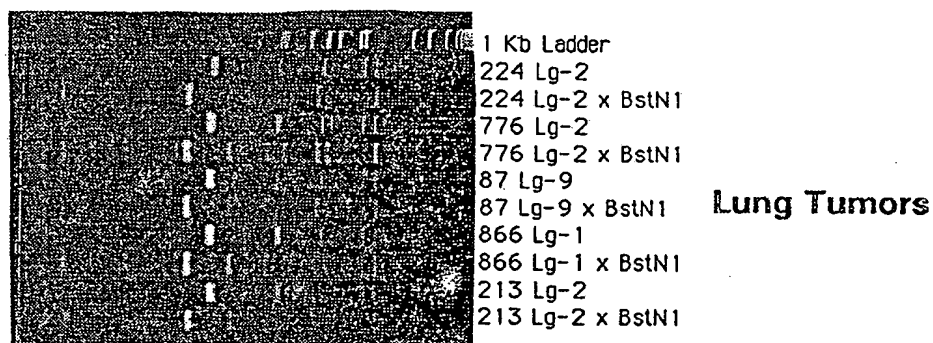 1 Kb Ladder
224 Lg-2
224 Lg-2 x BstN1
776 Lg-2
776 Lg-2 x BstN1
87 Lg-9
87 Lg-9 x BstN1
866 Lg-1
866 Lg-1 x BstN1
213 Lg-2
213 Lg-2 x BstN1
Lung Tumors